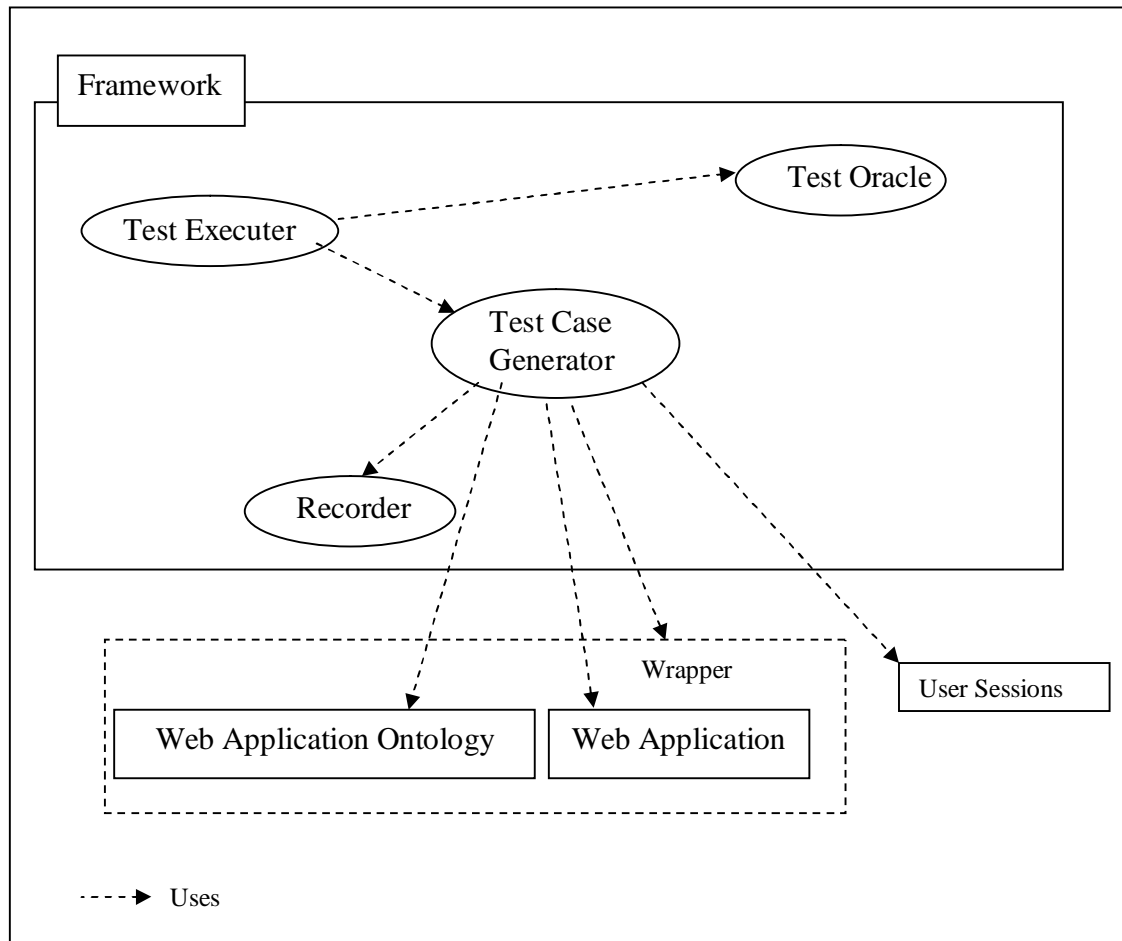 Framework
Test Oracle
Test Executer
Test Case
Generator
Recorder
Wrapper
User Sessions
Web Application Ontology
Web Application
Uses